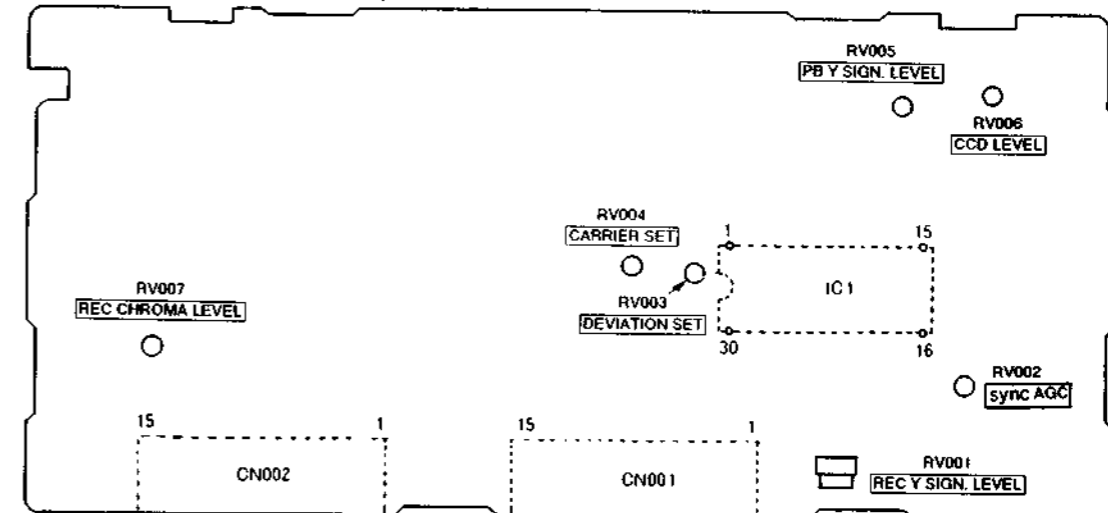 RV005
PB Y SIGN. LEVEL
RV006
CCD LEVEL
RV004
CARRIER SET
1
15
IC1
RV003
DEVIATION SET
30
16
RV007
REC CHROMA LEVEL
RV002
sync AGC
15
1
CN002
15
1
CN001
RV001
REC Y SIGN. LEVEL